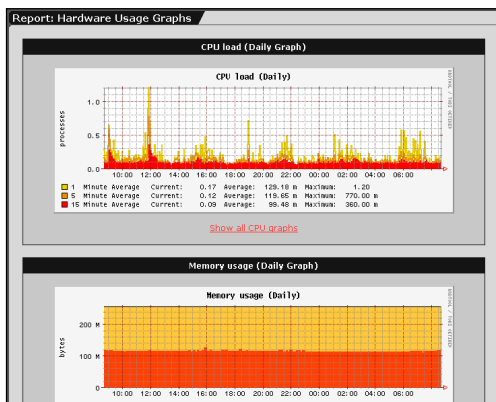 Report: Hardware Usage Graphs
CPU load (Daily Graph)
CPU load (Daily)
processes
1.0
0.5
0.0
10:00 12:00 14:00 16:00 18:00 20:00 22:00 00:00 02:00 04:00 06:00
1 Minute Average Current: 0.17 Average: 129.18 m Maximum: 1.20
5 Minute Average Current: 0.12 Average: 119.65 m Maximum: 770.00 m
15 Minute Average Current: 0.09 Average: 99.48 m Maximum: 360.00 m
Show all CPU graphs
Memory usage (Daily Graph)
Memory usage (Daily)
bytes
200 M
100 M
0
10:00 12:00 14:00 16:00 18:00 20:00 22:00 00:00 02:00 04:00 06:00